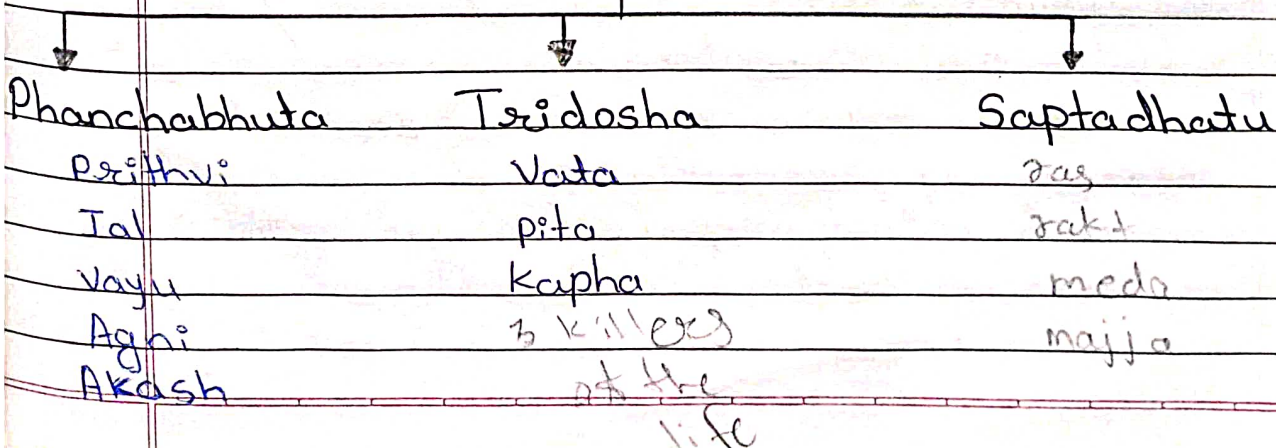 Phanchabhuta Tridosha Saptadhatu
Prithvi Vata ras
Jal pita rakt
Vayu Kapha meda
Agni 3 killers majja
Akash of the
life